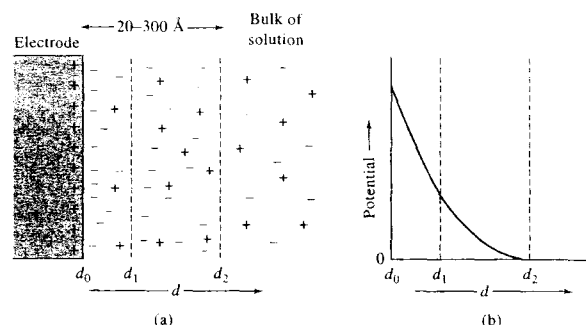 20–300 Å
Bulk of
solution
Electrode
d0 d1 d2
d
(a)
Potential
0
d0 d1 d2
d
(b)